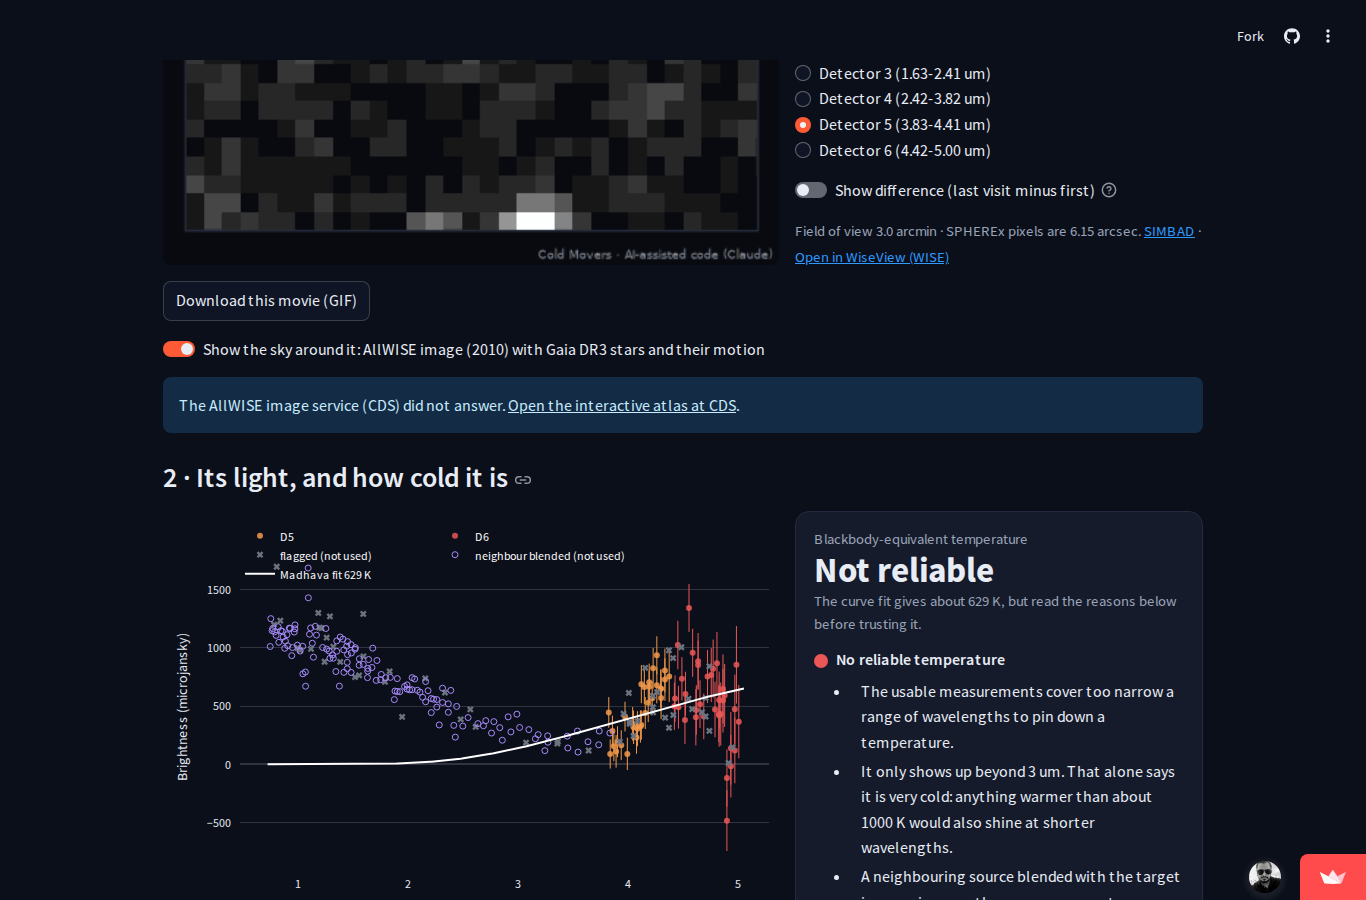 Fork
Detector 3 (1.63-2.41 um)
Detector 4 (2.42-3.82 um)
Detector 5 (3.83-4.41 um)
Detector 6 (4.42-5.00 um)
Show difference (last visit minus first)
Field of view 3.0 arcmin · SPHEREx pixels are 6.15 arcsec. SIMBAD ·
Open in WiseView (WISE)
Cold Movers · AI-assisted code (Claude)
Download this movie (GIF)
Show the sky around it: AllWISE image (2010) with Gaia DR3 stars and their motion
The AllWISE image service (CDS) did not answer. Open the interactive atlas at CDS.
2 · Its light, and how cold it is
D5
D6
flagged (not used)
neighbour blended (not used)
Madhava fit 629 K
1500
1000
500
0
−500
Brightness (microjansky)
1
2
3
4
5
Blackbody-equivalent temperature
Not reliable
The curve fit gives about 629 K, but read the reasons below
before trusting it.
No reliable temperature
The usable measurements cover too narrow a
range of wavelengths to pin down a
temperature.
It only shows up beyond 3 um. That alone says
it is very cold: anything warmer than about
1000 K would also shine at shorter
wavelengths.
A neighbouring source blended with the target